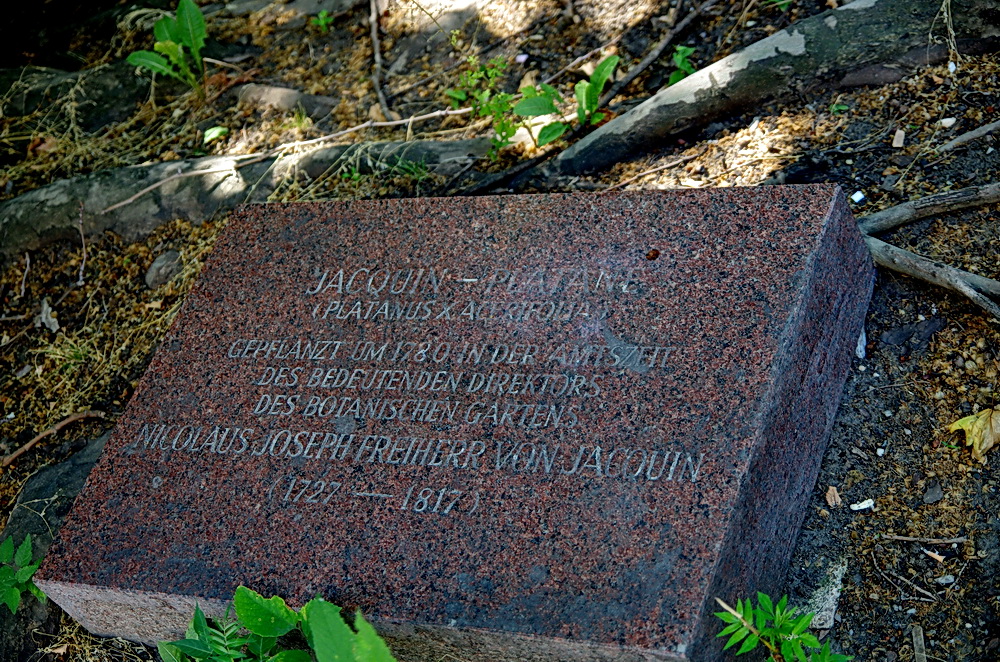 JACQUIN – PLATANE
(PLATANUS X ACERIFOLIA)
GEPFLANZT UM 1780 IN DER AMTSZEIT
DES BEDEUTENDEN DIREKTORS
DES BOTANISCHEN GARTENS
NICOLAUS JOSEPH FREIHERR VON JACQUIN
(1727 — 1817)